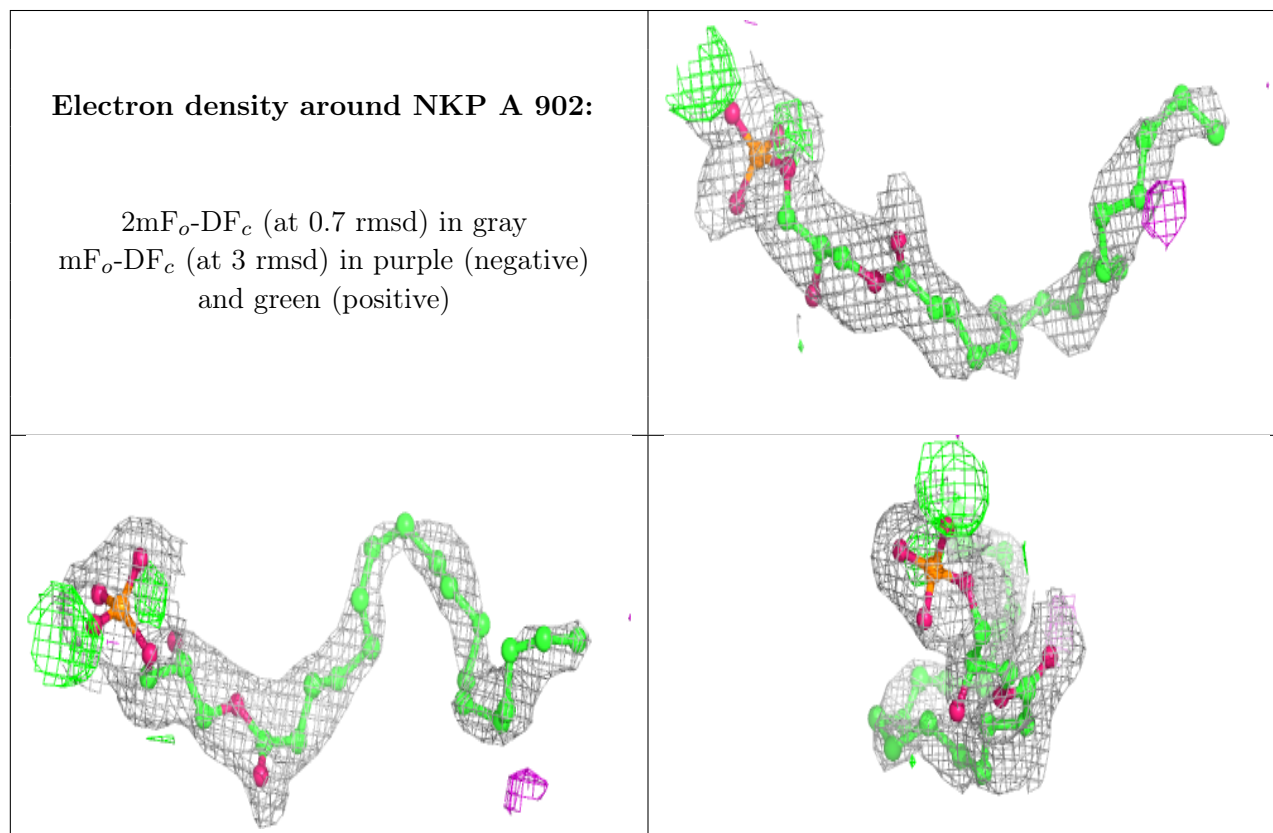 Electron density around NKP A 902:
2mFo-DFc (at 0.7 rmsd) in gray
mFo-DFc (at 3 rmsd) in purple (negative)
and green (positive)